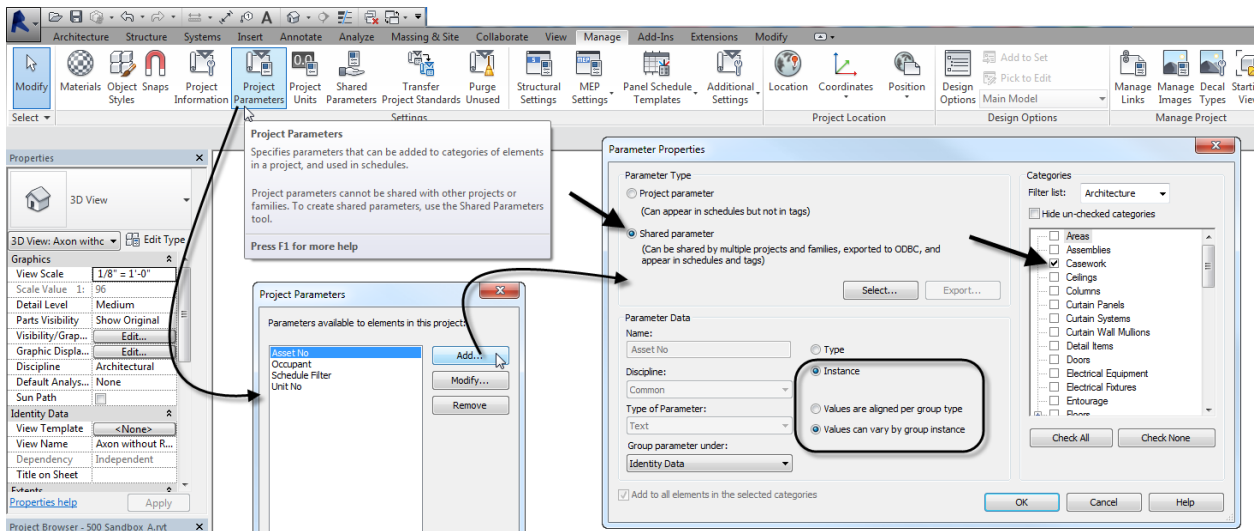 Architecture Structure Systems Insert Annotate Analyze Massing & Site Collaborate View Manage Add-Ins Extensions Modify
Modify
Materials
Object Styles
Snaps
Project Information
Project Parameters
0.0
Project Units
Shared Parameters
Transfer Project Standards
Purge Unused
Structural Settings
MEP Settings
Panel Schedule Templates
Additional Settings
Location
Coordinates
Position
Design Options
Add to Set
Pick to Edit
Main Model
Manage Links
Manage Images
Decal Types
Select
Settings
Project Location
Design Options
Manage Project
Project Parameters
Specifies parameters that can be added to categories of elements
in a project, and used in schedules.
Project parameters cannot be shared with other projects or
families. To create shared parameters, use the Shared Parameters
tool.
Press F1 for more help
Properties
3D View
3D View: Axon withc
Edit Type
Graphics
View Scale 1/8" = 1'-0"
Scale Value 1: 96
Detail Level Medium
Parts Visibility Show Original
Visibility/Grap... Edit...
Graphic Displa... Edit...
Discipline Architectural
Default Analys... None
Sun Path
Identity Data
View Template <None>
View Name Axon without R...
Dependency Independent
Title on Sheet
Extents
Properties help Apply
Project Browser - 500 Sandbox A.rvt
Project Parameters
Parameters available to elements in this project:
Asset No
Occupant
Schedule Filter
Unit No
Add...
Modify...
Remove
Parameter Properties
Parameter Type
Project parameter
(Can appear in schedules but not in tags)
Shared parameter
(Can be shared by multiple projects and families, exported to ODBC, and
appear in schedules and tags)
Select... Export...
Parameter Data
Name:
Asset No
Discipline:
Common
Type of Parameter:
Text
Group parameter under:
Identity Data
Type
Instance
Values are aligned per group type
Values can vary by group instance
Add to all elements in the selected categories
Categories
Filter list: Architecture
Hide un-checked categories
Areas
Assemblies
Casework
Ceilings
Columns
Curtain Panels
Curtain Systems
Curtain Wall Mullions
Detail Items
Doors
Electrical Equipment
Electrical Fixtures
Entourage
Floors
Check All Check None
OK Cancel Help